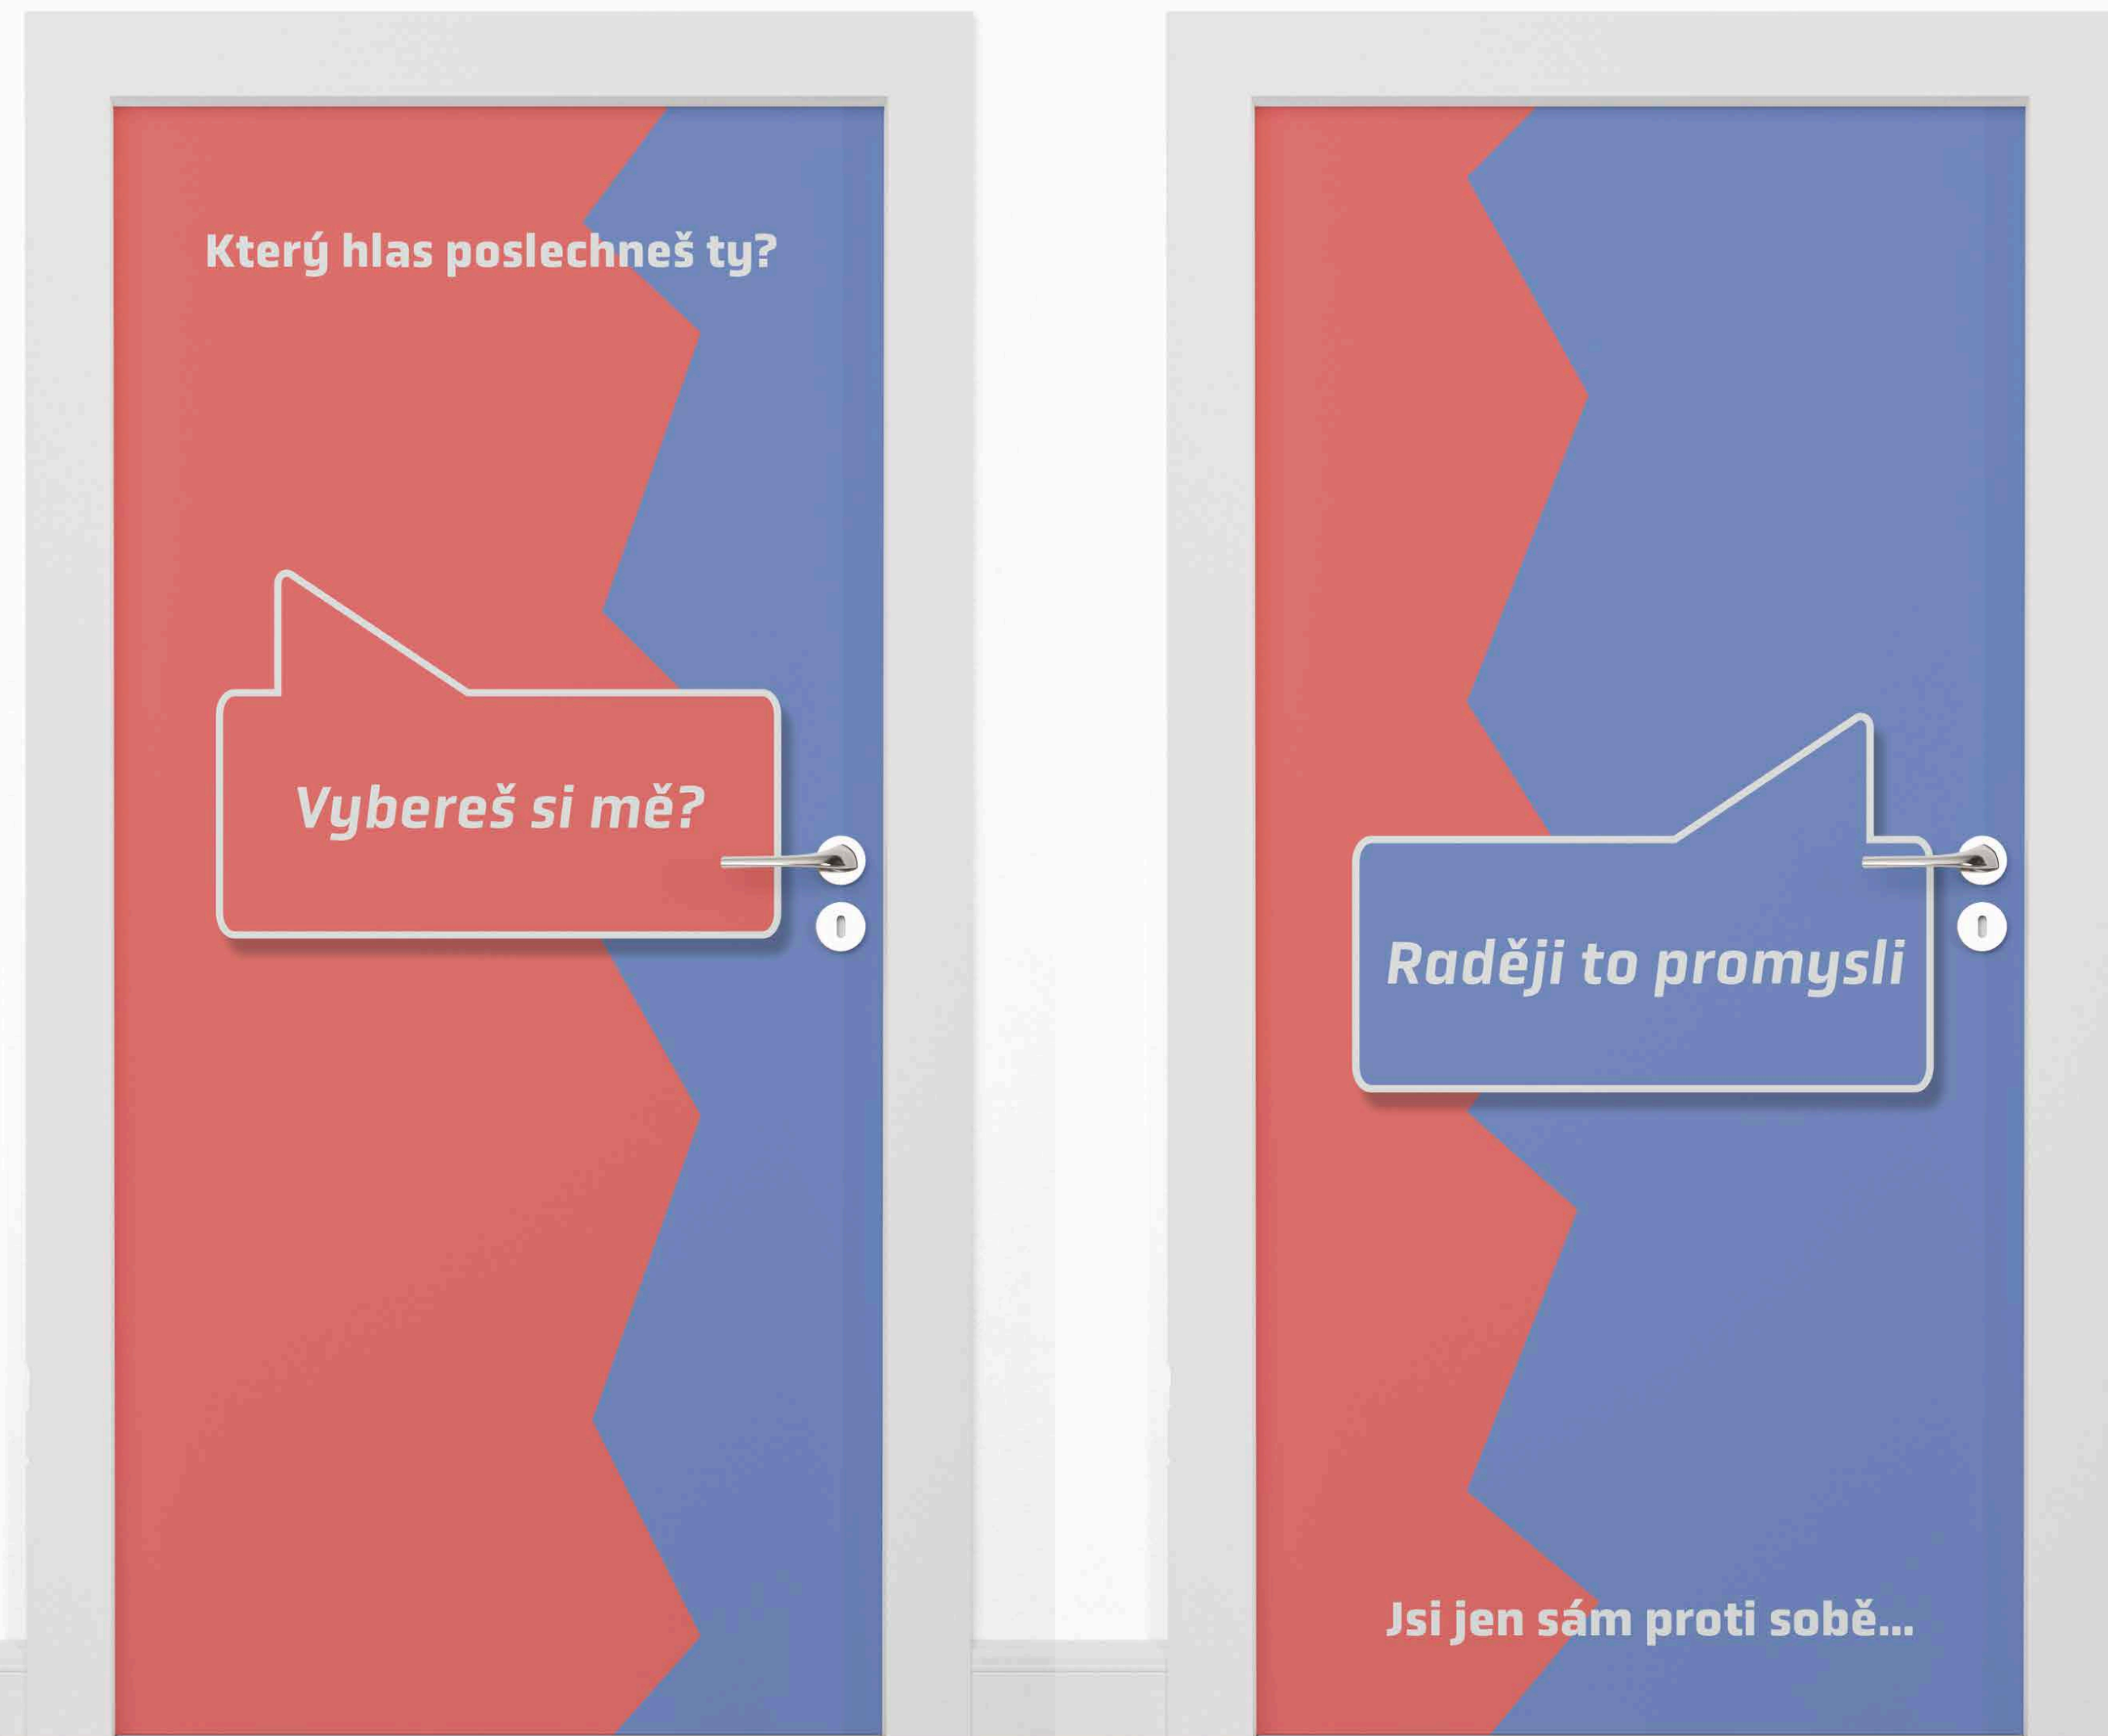 Který hlas poslechneš ty?
Vybereš si mě?
Raději to promysli
Jsi jen sám proti sobě...